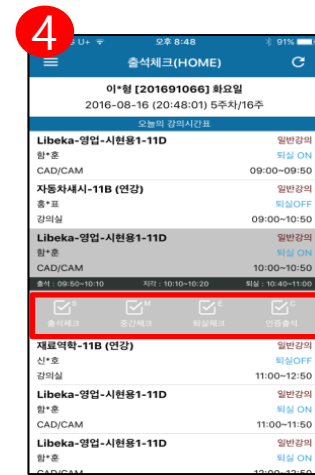 4
U+ 오후 8:48 91%
출석체크(HOME)
이*형 [201691066] 화요일
2016-08-16 (20:48:01) 5주차/16주
오늘의 강의시간표
Libeka-영업-시현용1-11D 일반강의
함*훈 퇴실 ON
CAD/CAM 09:00~09:50
자동차섀시-11B (연강) 일반강의
홍*표 퇴실OFF
강의실 09:00~10:50
Libeka-영업-시현용1-11D 일반강의
함*훈 퇴실 ON
CAD/CAM 10:00~10:50
출석 : 09:50~10:10 지각 : 10:10~10:20 퇴실 : 10:40~11:00
S M E C
출석체크 중간체크 퇴실체크 인증출석
재료역학-11B (연강) 일반강의
신*호 퇴실OFF
강의실 11:00~12:50
Libeka-영업-시현용1-11D 일반강의
함*훈 퇴실 ON
CAD/CAM 11:00~11:50
Libeka-영업-시현용1-11D 일반강의
함*훈 퇴실 ON
CAD/CAM 12:00~12:50